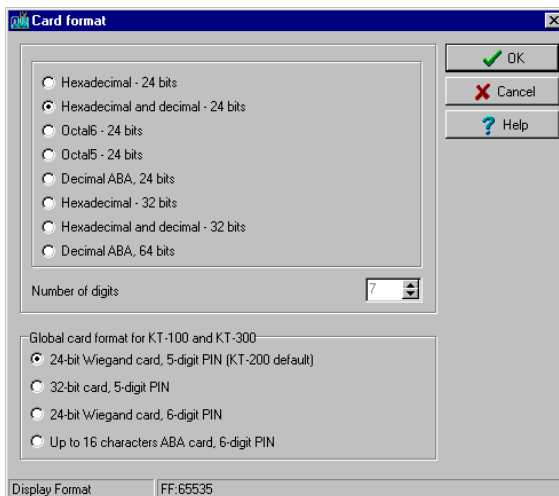 Card format
OK
Hexadecimal - 24 bits
Cancel
Hexadecimal and decimal - 24 bits
Help
Octal6 - 24 bits
Octal5 - 24 bits
Decimal ABA, 24 bits
Hexadecimal - 32 bits
Hexadecimal and decimal - 32 bits
Decimal ABA, 64 bits
Number of digits 7
Global card format for KT-100 and KT-300
24-bit Wiegand card, 5-digit PIN (KT-200 default)
32-bit card, 5-digit PIN
24-bit Wiegand card, 6-digit PIN
Up to 16 characters ABA card, 6-digit PIN
Display Format FF:65535